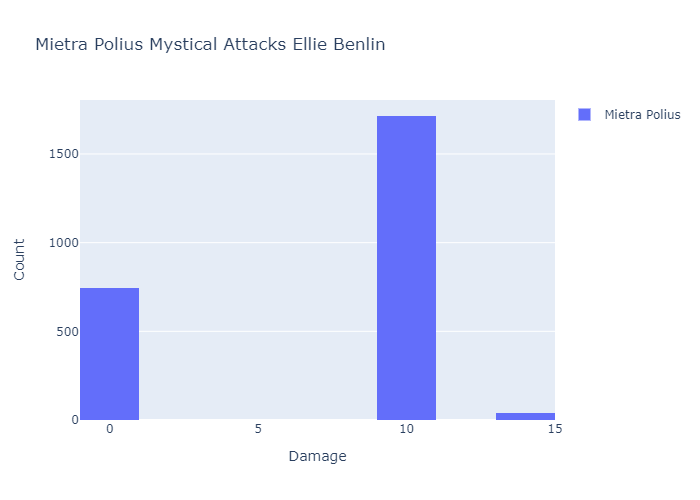 Mietra Polius Mystical Attacks Ellie Benlin
Mietra Polius
1500
1000
500
0
Count
0 5 10 15
Damage